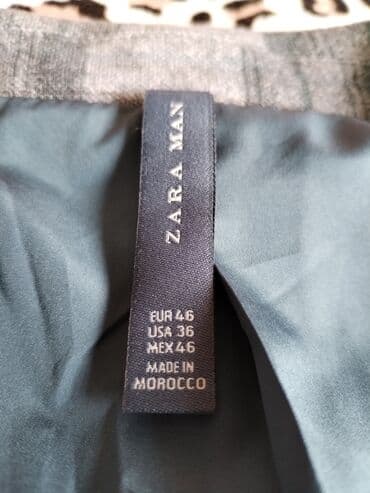 ZARA MAN
EUR 46
USA 36
MEX 46
MADE IN
MOROCCO